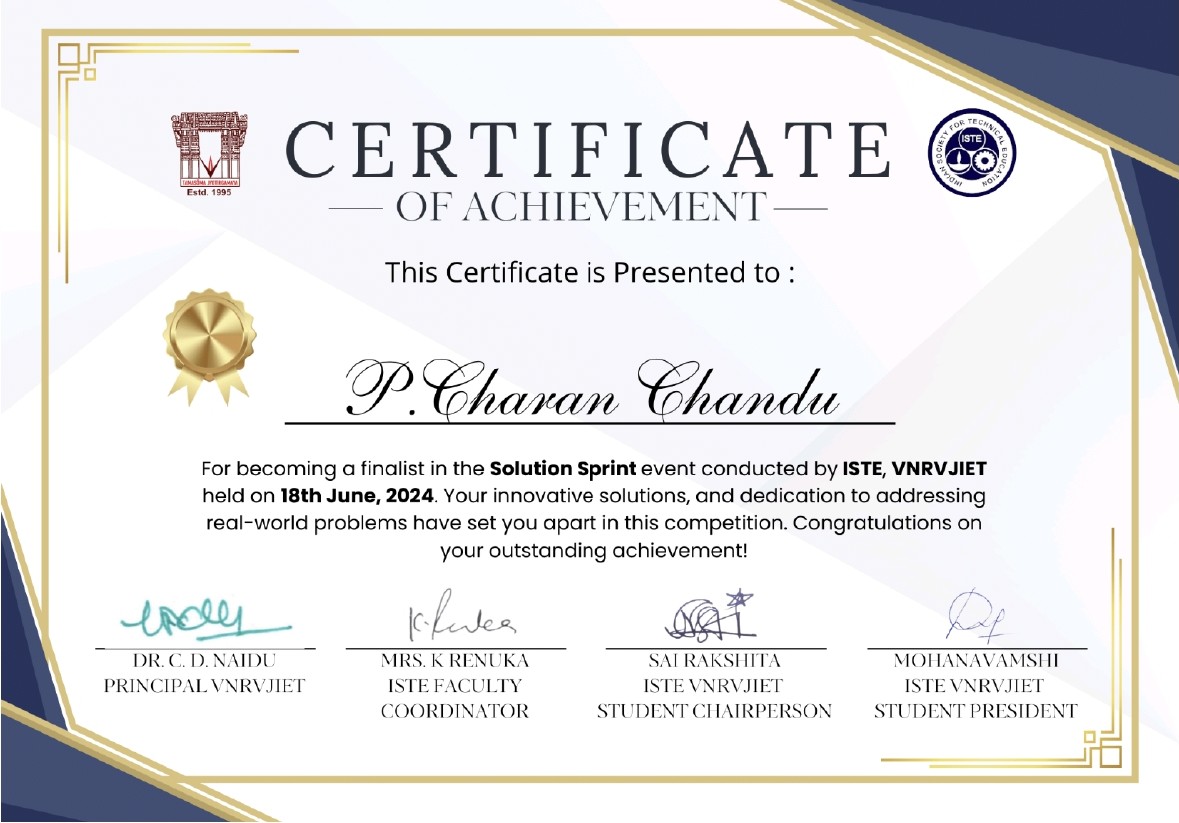 CERTIFICATE
OF ACHIEVEMENT
TAMASOMA JYOTHIRGAMAYA
Estd. 1995
INDIAN SOCIETY FOR TECHNICAL EDUCATION
ISTE
This Certificate is Presented to :
P.Charan Chandu
For becoming a finalist in the Solution Sprint event conducted by ISTE, VNRVJIET
held on 18th June, 2024. Your innovative solutions, and dedication to addressing
real-world problems have set you apart in this competition. Congratulations on
your outstanding achievement!
DR. C. D. NAIDU
PRINCIPAL VNRVJIET
MRS. K RENUKA
ISTE FACULTY
COORDINATOR
SAI RAKSHITA
ISTE VNRVJIET
STUDENT CHAIRPERSON
MOHANAVAMSHI
ISTE VNRVJIET
STUDENT PRESIDENT